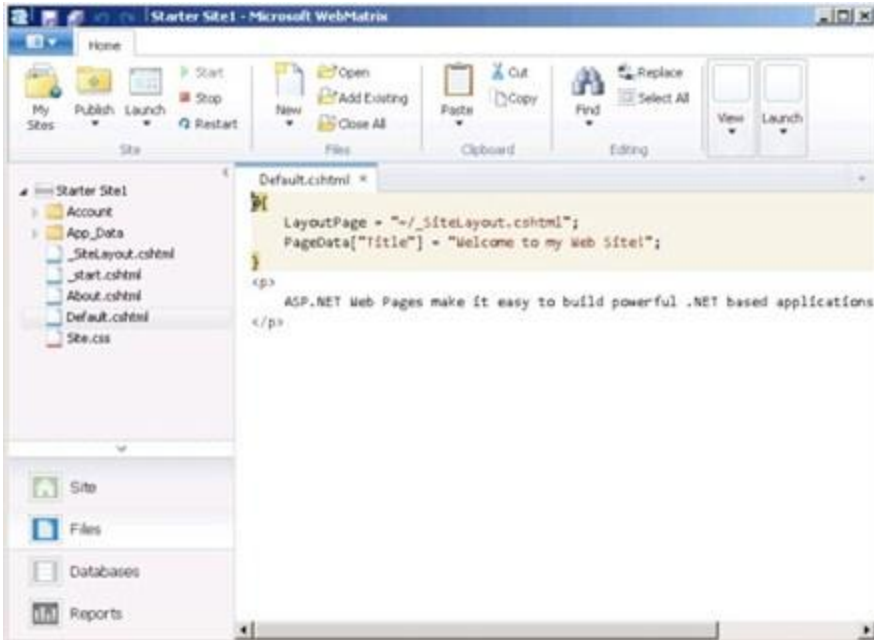 Starter Site1 - Microsoft WebMatrix
Home
My Sites
Publish
Launch
Start
Stop
Restart
Site
New
Open
Add Existing
Close All
Files
Paste
Cut
Copy
Clipboard
Find
Replace
Select All
Editing
View
Launch
Starter Site1
Account
App_Data
_SiteLayout.cshtml
_start.cshtml
About.cshtml
Default.cshtml
Site.css
Site
Files
Databases
Reports
Default.cshtml ×
@{
LayoutPage = "~/_SiteLayout.cshtml";
PageData["Title"] = "Welcome to my Web Site!";
}
<p>
ASP.NET Web Pages make it easy to build powerful .NET based applications
</p>